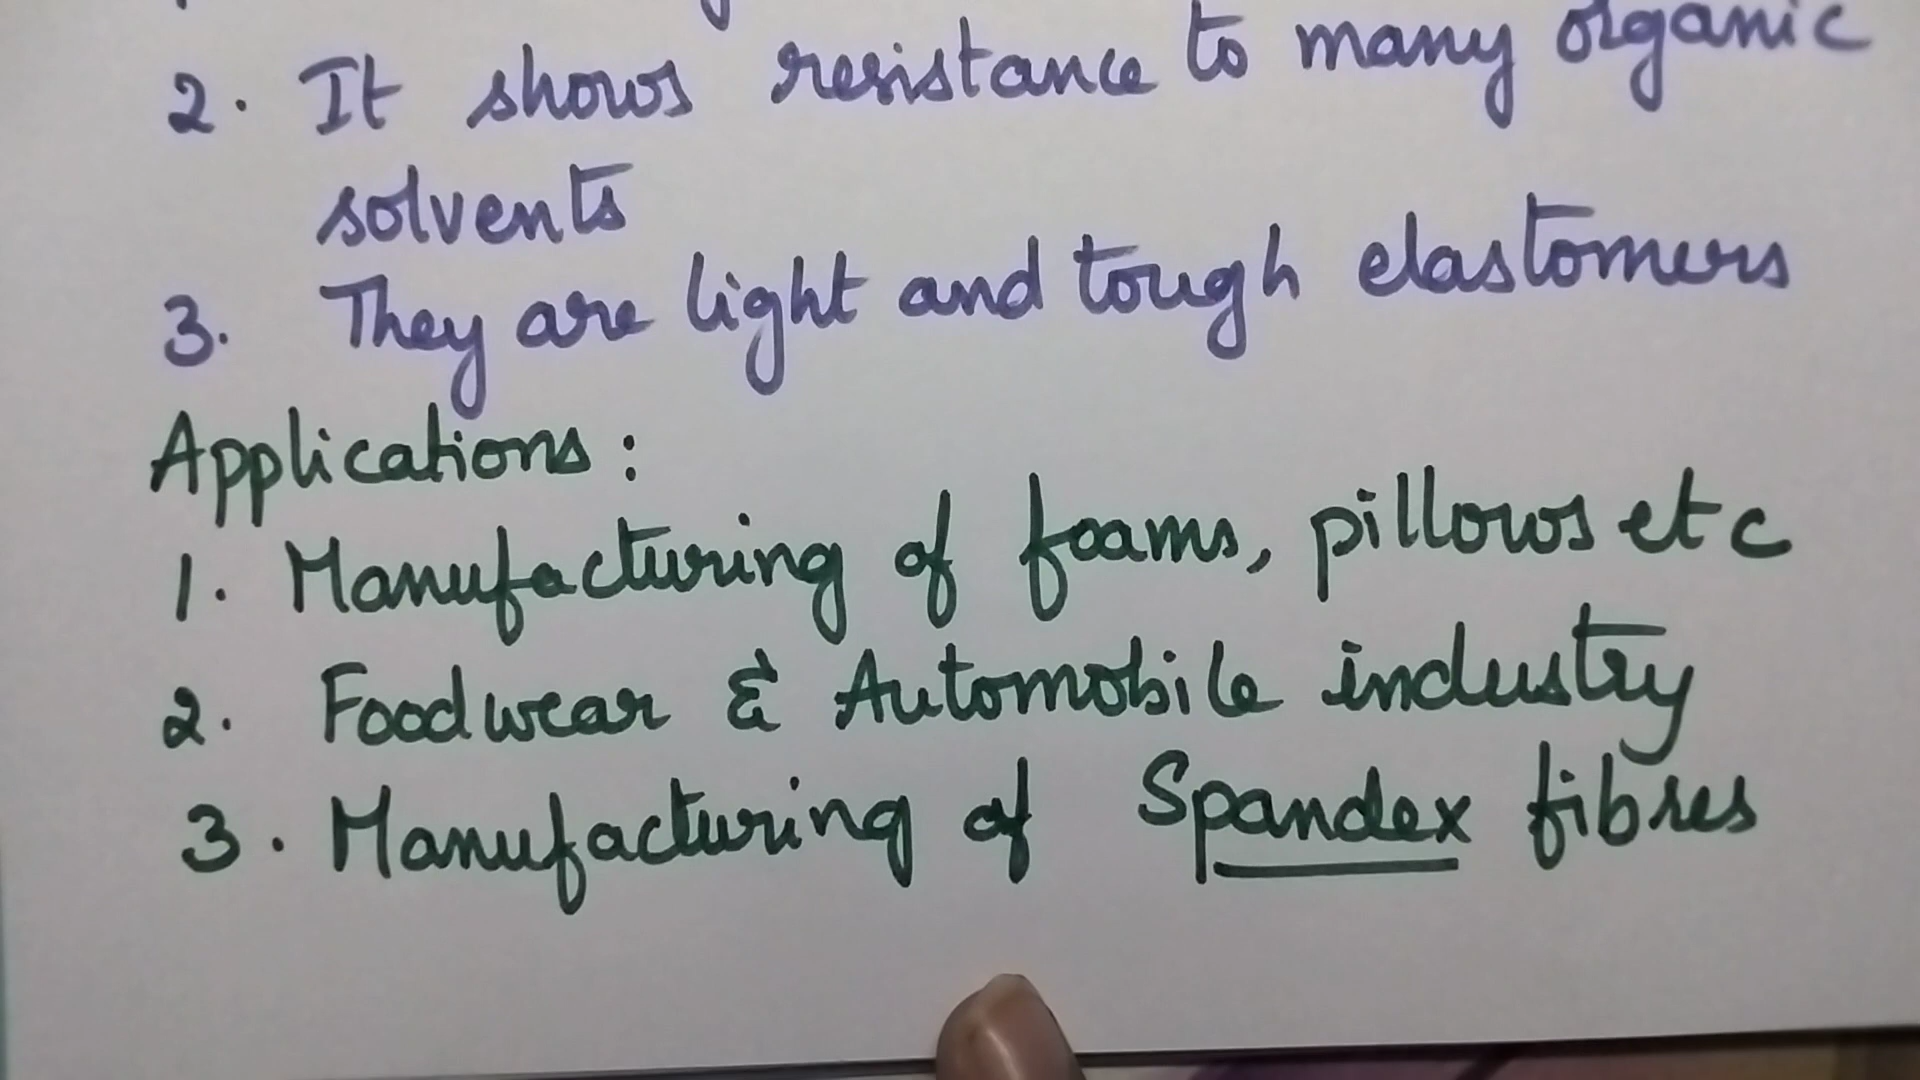 2. It shows resistance to many organic
solvents
3. They are light and tough elastomers
Applications :
1. Manufacturing of foams, pillows etc
2. Foodwear & Automobile industry
3. Manufacturing of Spandex fibres